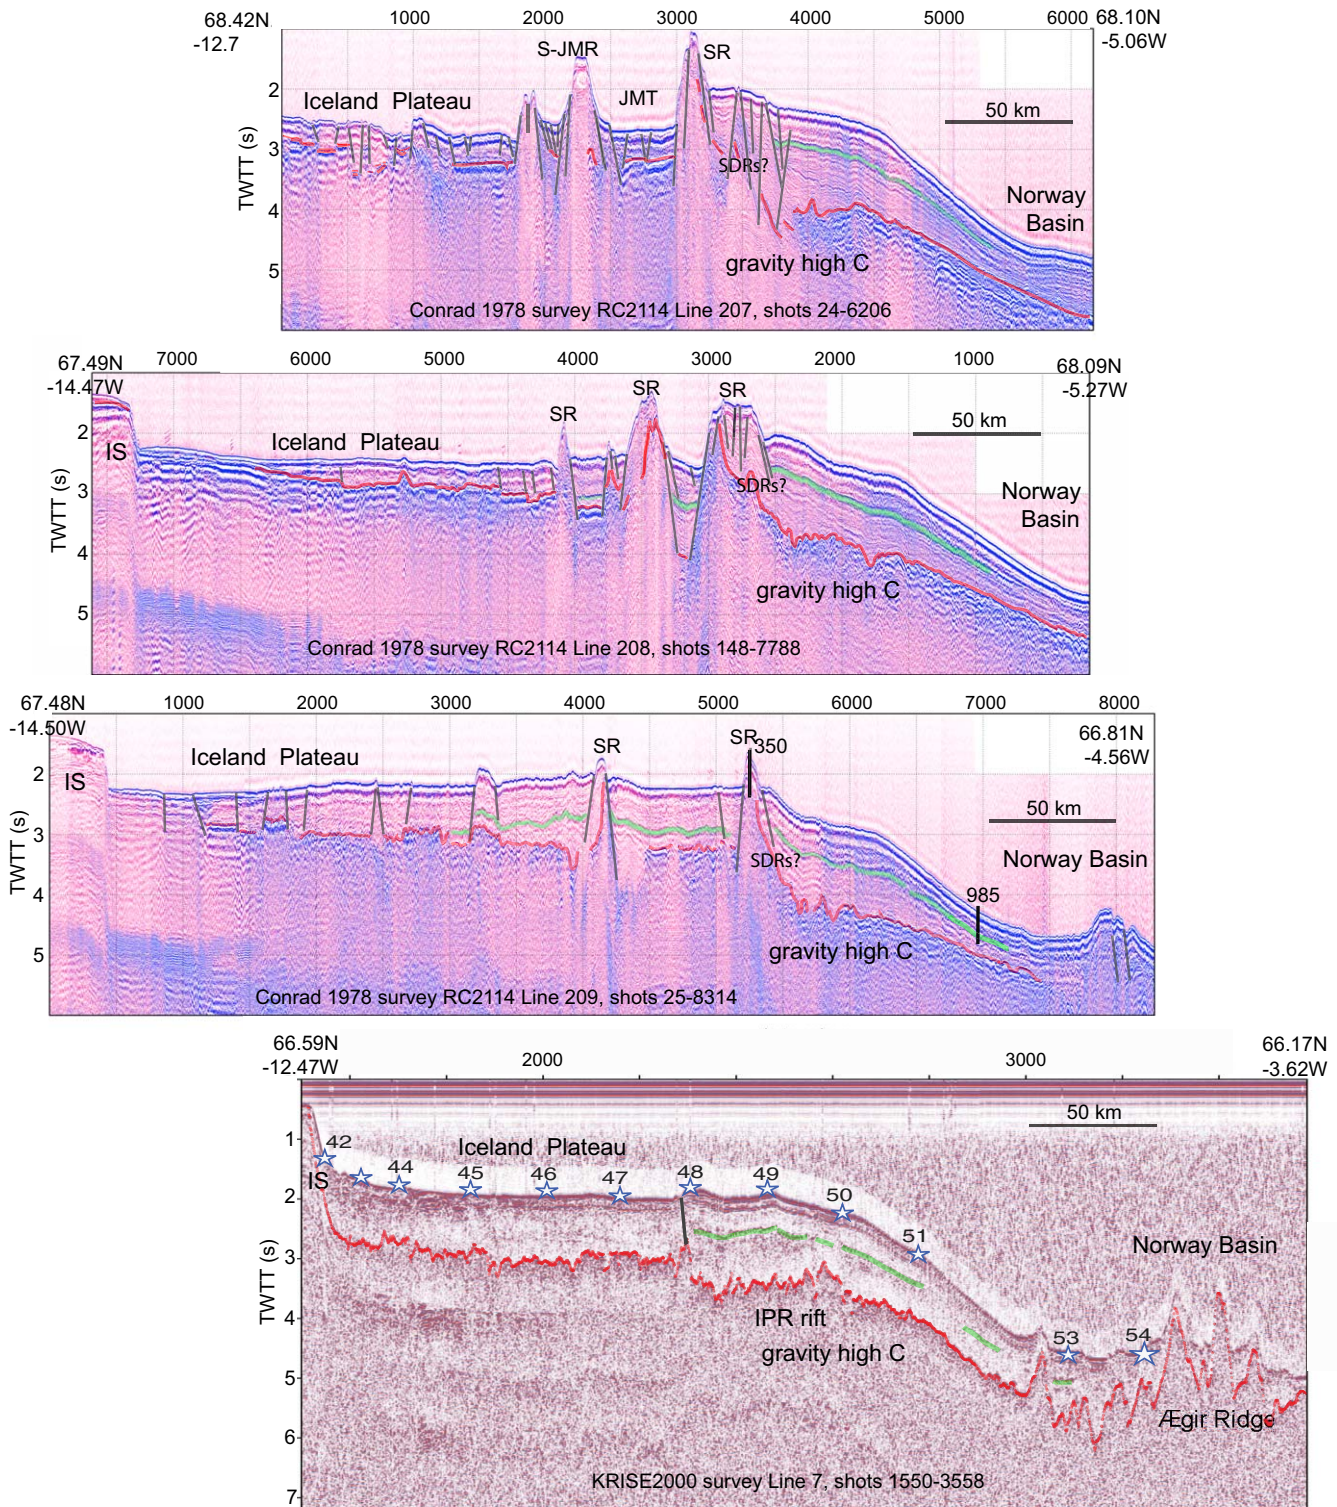 68.42N 1000 2000 3000 4000 5000 6000 68.10N
-12.7 -5.06W
S-JMR SR
Iceland Plateau JMT 50 km
2
3
4
5
TWTT (s)
SDRs?
Norway
Basin
gravity high C
Conrad 1978 survey RC2114 Line 207, shots 24-6206
67.49N 7000 6000 5000 4000 3000 2000 1000 68.09N
-14.47W -5.27W
SR SR SR
IS Iceland Plateau 50 km
2
3
4
5
TWTT (s)
SDRs?
Norway
Basin
gravity high C
Conrad 1978 survey RC2114 Line 208, shots 148-7788
67.48N 1000 2000 3000 4000 5000 6000 7000 8000
-14.50W
66.81N
-4.56W
SR SR 350
Iceland Plateau
IS
50 km
2
3
4
5
TWTT (s)
SDRs?
Norway Basin
985
gravity high C
Conrad 1978 survey RC2114 Line 209, shots 25-8314
66.59N 2000 3000 66.17N
-12.47W -3.62W
50 km
1
2
3
4
5
6
7
TWTT (s)
42 44 45 46 47 48 49 50 51 53 54
Iceland Plateau
IS
Norway Basin
IPR rift
gravity high C
Ægir Ridge
KRISE2000 survey Line 7, shots 1550-3558